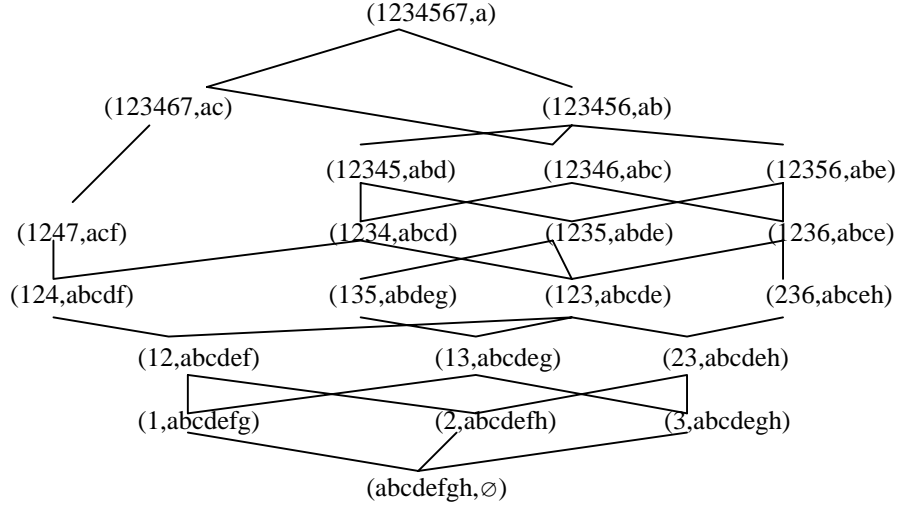 (1234567,a)
(123467,ac) (123456,ab)
(12345,abd) (12346,abc) (12356,abe)
(1247,acf) (1234,abcd) (1235,abde) (1236,abce)
(124,abcdf) (135,abdeg) (123,abcde) (236,abceh)
(12,abcdef) (13,abcdeg) (23,abcdeh)
(1,abcdefg) (2,abcdefh) (3,abcdegh)
(abcdefgh,∅)